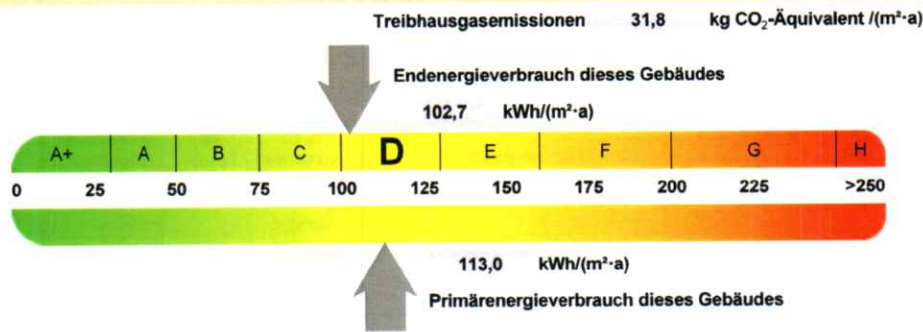 Treibhausgasemissionen 31,8 kg CO₂-Äquivalent /(m²·a)
Endenergieverbrauch dieses Gebäudes
102,7 kWh/(m²·a)
A+ A B C D E F G H
0 25 50 75 100 125 150 175 200 225 >250
113,0 kWh/(m²·a)
Primärenergieverbrauch dieses Gebäudes